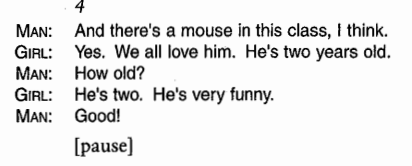 4
MAN: And there's a mouse in this class, I think.
GIRL: Yes. We all love him. He's two years old.
MAN: How old?
GIRL: He's two. He's very funny.
MAN: Good!
[pause]